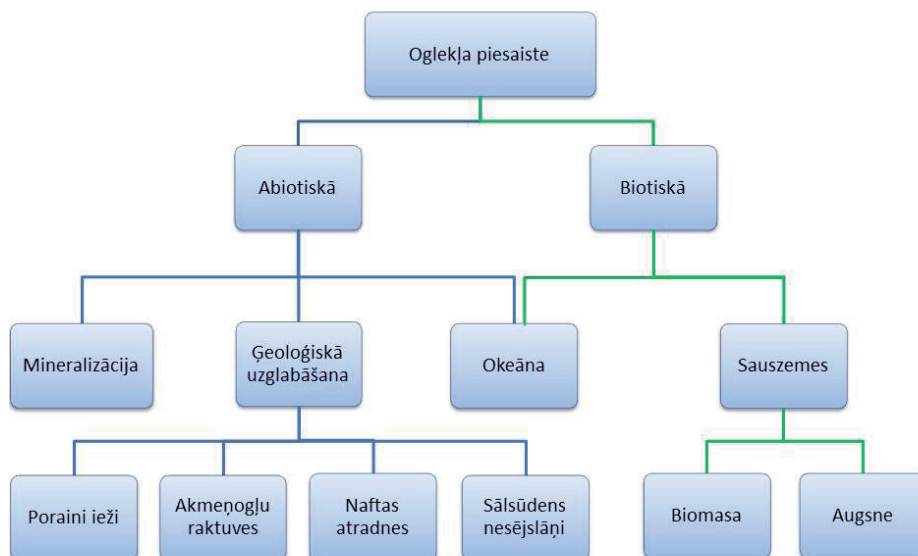 Oglekļa piesaiste
Abiotiskā
Biotiskā
Mineralizācija
Ģeoloģiskā
uzglabāšana
Okeāna
Sauszemes
Poraini ieži
Akmeņogļu
raktuves
Naftas
atradnes
Sālsūdens
nesējslāņi
Biomasa
Augsne